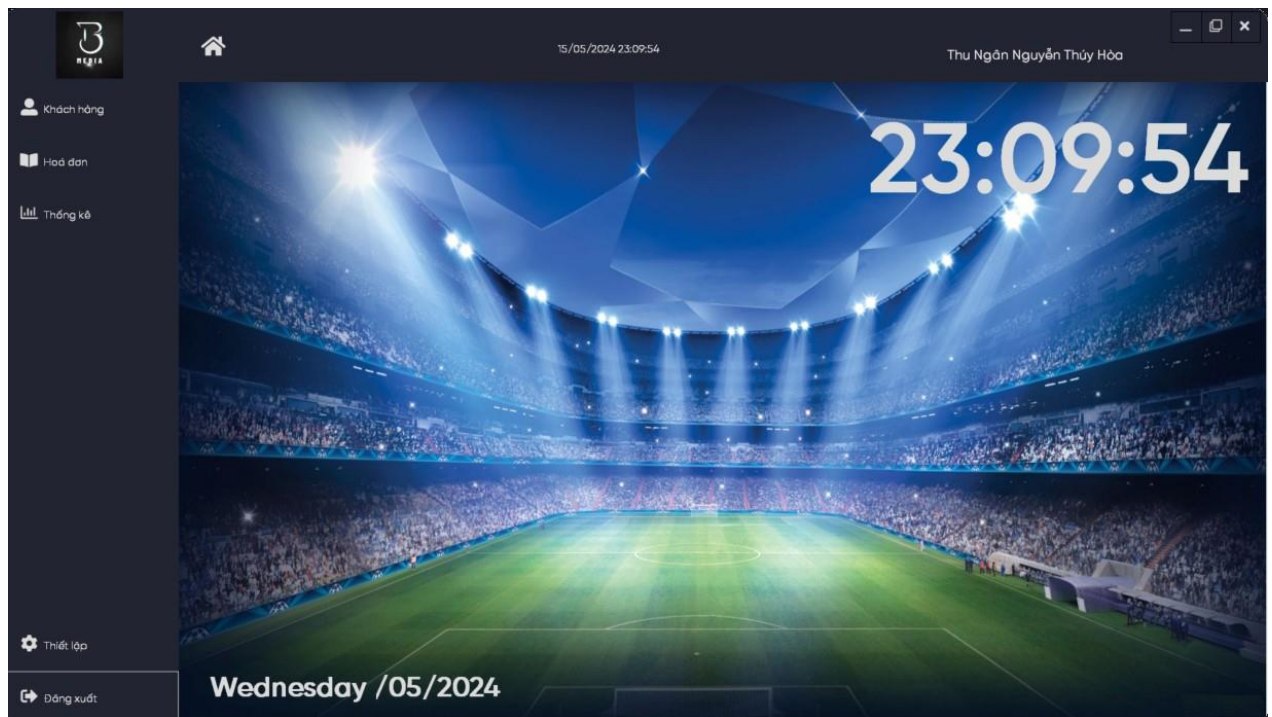 B
MEDIA
15/05/2024 23:09:54
Thu Ngân Nguyễn Thúy Hòa
Khách hàng
Hoá đơn
Thống kê
23:09:54
Thiết lập
Đăng xuất
Wednesday /05/2024